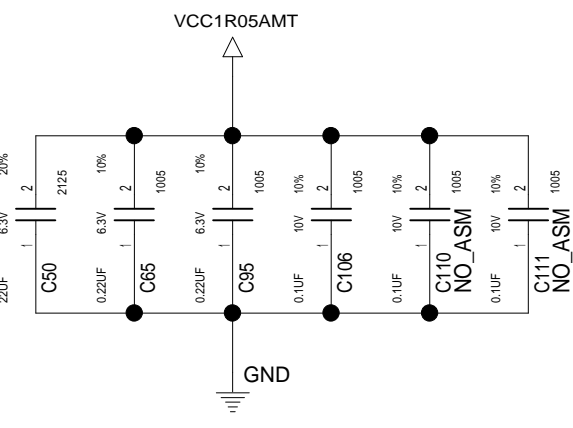 VCC1R05AMT
20%
6.3V
22UF
2
1
2125
C50
10%
6.3V
0.22UF
2
1
1005
C65
10%
6.3V
0.22UF
2
1
1005
C95
10%
10V
0.1UF
2
1
1005
C106
10%
10V
0.1UF
2
1
1005
C110
NO_ASM
10%
10V
0.1UF
2
1
1005
C111
NO_ASM
GND